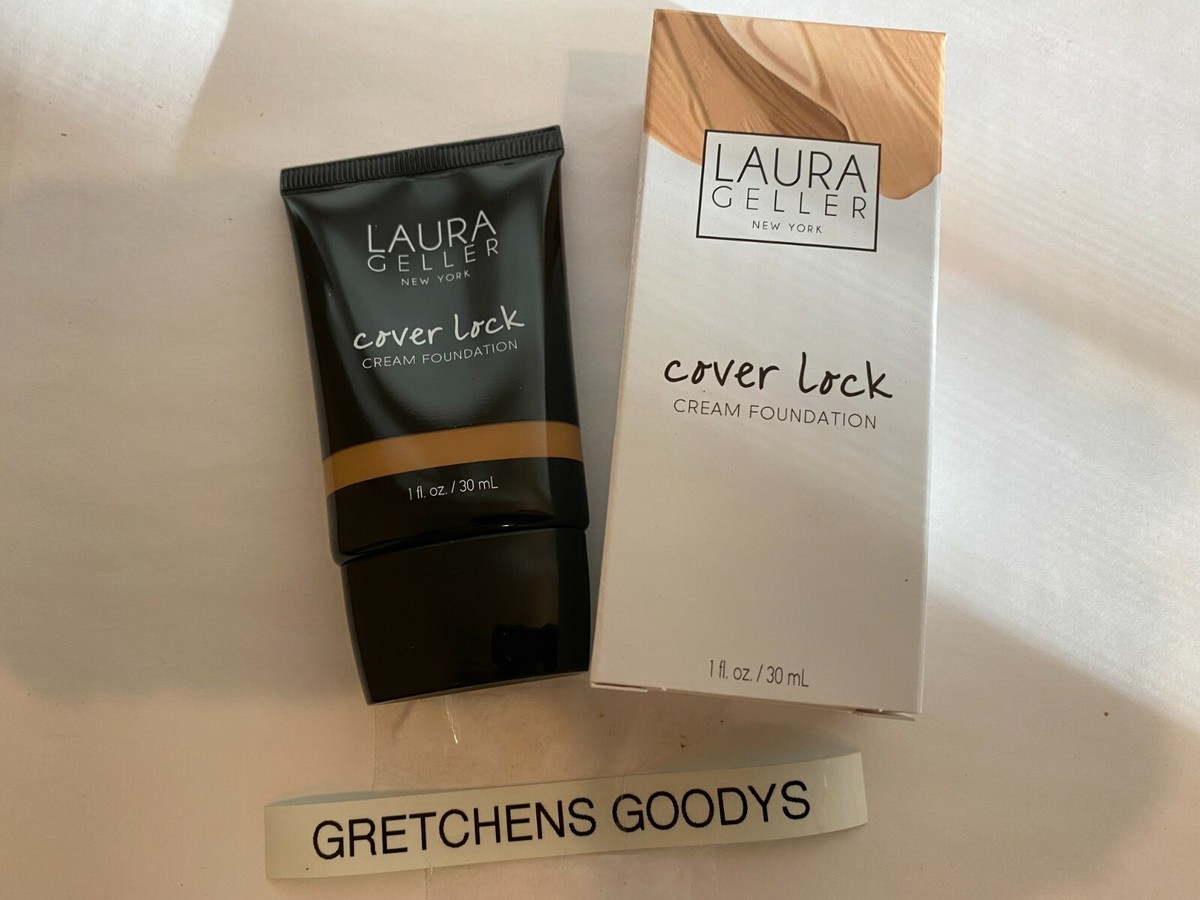 LAURA
GELLER
NEW YORK
cover lock
CREAM FOUNDATION
1 fl. oz. / 30 mL
LAURA
GELLER
NEW YORK
cover lock
CREAM FOUNDATION
1 fl. oz. / 30 mL
GRETCHENS GOODYS